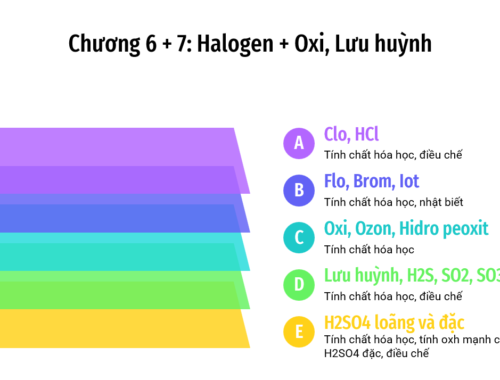 Chương 6 + 7: Halogen + Oxi, Lưu huỳnh
A
Clo, HCl
Tính chất hóa học, điều chế
B
Flo, Brom, Iot
Tính chất hóa học, nhật biết
C
Oxi, Ozon, Hidro peoxit
Tính chất hóa học
D
Lưu huỳnh, H2S, SO2, SO3
Tính chất hóa học, điều chế
E
H2SO4 loãng và đặc
Tính chất hóa học, tính oxh mạnh c
H2SO4 đặc, điều chế